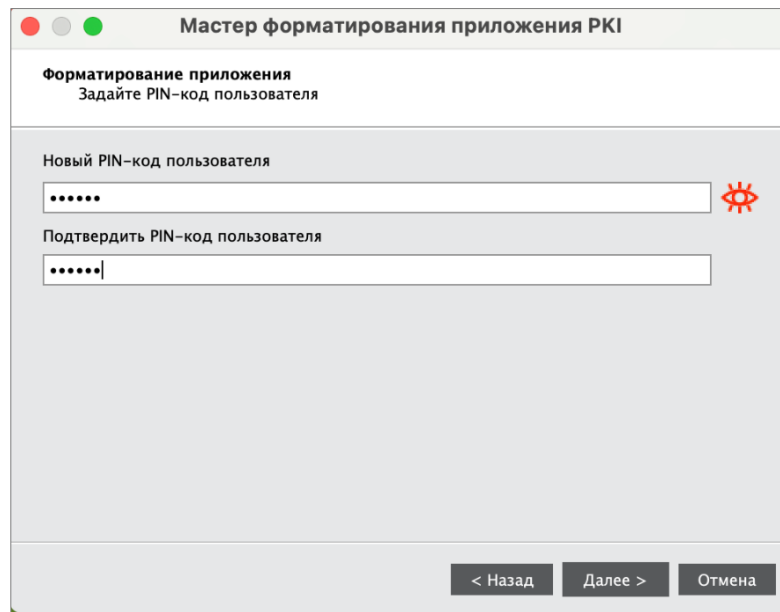 Мастер форматирования приложения PKI
Форматирование приложения
Задайте PIN-код пользователя
Новый PIN-код пользователя
••••••
Подтвердить PIN-код пользователя
••••••
< Назад
Далее >
Отмена